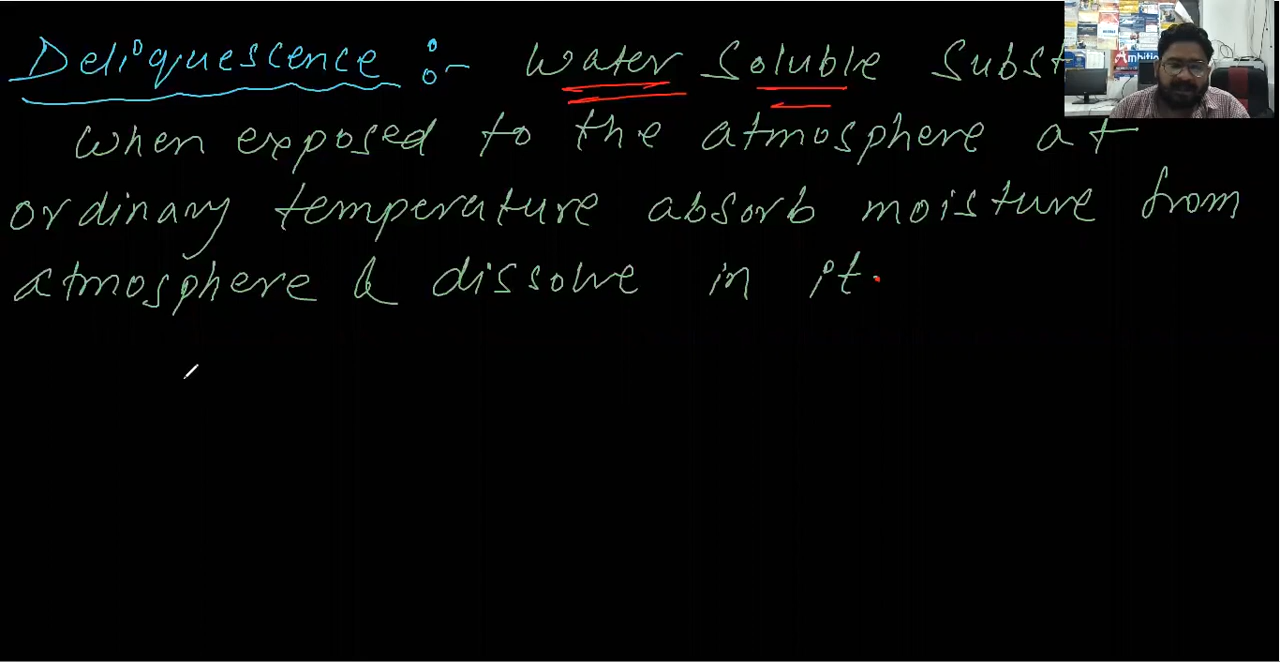 Deliquescence :- Water Soluble Subst
When exposed to the atmosphere at
ordinary temperature absorb moisture from
atmosphere & dissolve in it.
Ambitio